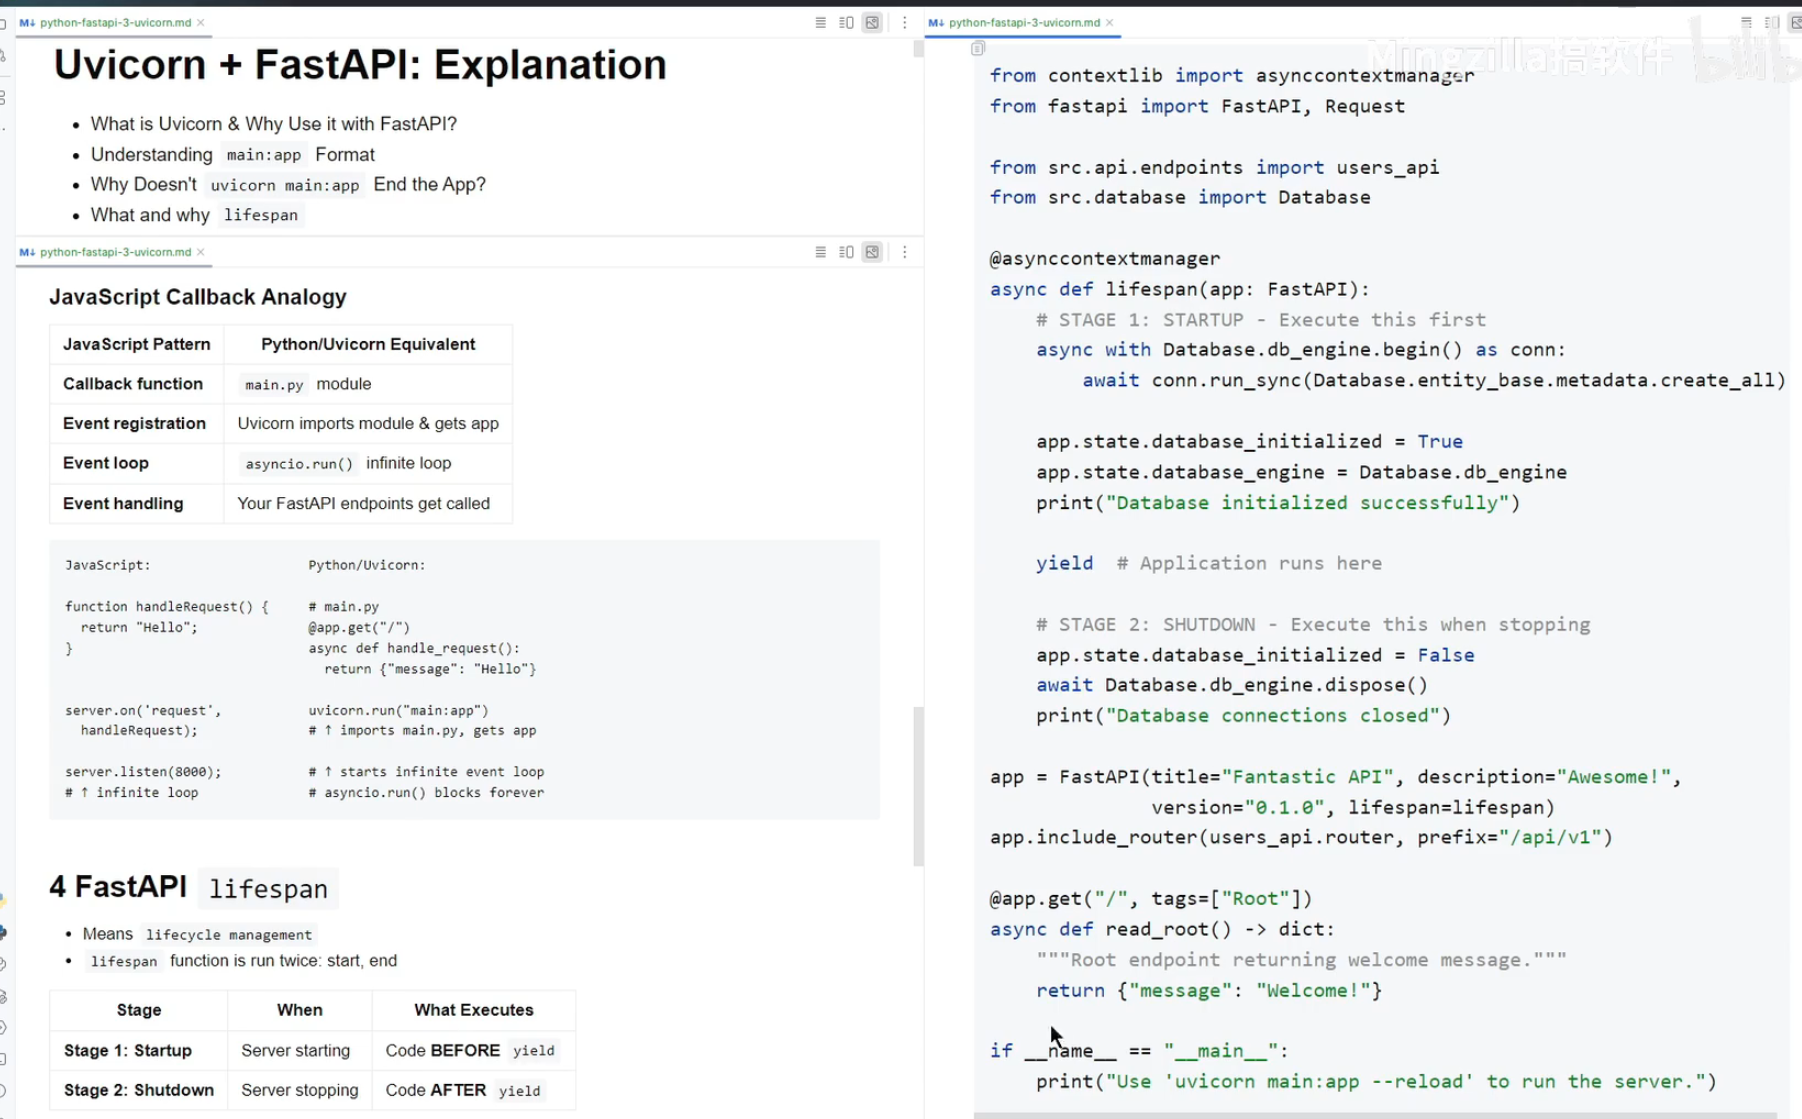 python-fastapi-3-uvicorn.md
Uvicorn + FastAPI: Explanation
What is Uvicorn & Why Use it with FastAPI?
Understanding main:app Format
Why Doesn't uvicorn main:app End the App?
What and why lifespan
python-fastapi-3-uvicorn.md
JavaScript Callback Analogy
JavaScript Pattern Python/Uvicorn Equivalent
Callback function main.py module
Event registration Uvicorn imports module & gets app
Event loop asyncio.run() infinite loop
Event handling Your FastAPI endpoints get called
JavaScript: Python/Uvicorn:
function handleRequest() { # main.py
return "Hello"; @app.get("/")
} async def handle_request():
return {"message": "Hello"}
server.on('request', uvicorn.run("main:app")
handleRequest); # ↑ imports main.py, gets app
server.listen(8000); # ↑ starts infinite event loop
# ↑ infinite loop # asyncio.run() blocks forever
4 FastAPI lifespan
Means lifecycle management
lifespan function is run twice: start, end
Stage When What Executes
Stage 1: Startup Server starting Code BEFORE yield
Stage 2: Shutdown Server stopping Code AFTER yield
python-fastapi-3-uvicorn.md
Mingzilla搞软件 bilibili
from contextlib import asynccontextmanager
from fastapi import FastAPI, Request
from src.api.endpoints import users_api
from src.database import Database
@asynccontextmanager
async def lifespan(app: FastAPI):
# STAGE 1: STARTUP - Execute this first
async with Database.db_engine.begin() as conn:
await conn.run_sync(Database.entity_base.metadata.create_all)
app.state.database_initialized = True
app.state.database_engine = Database.db_engine
print("Database initialized successfully")
yield # Application runs here
# STAGE 2: SHUTDOWN - Execute this when stopping
app.state.database_initialized = False
await Database.db_engine.dispose()
print("Database connections closed")
app = FastAPI(title="Fantastic API", description="Awesome!",
version="0.1.0", lifespan=lifespan)
app.include_router(users_api.router, prefix="/api/v1")
@app.get("/", tags=["Root"])
async def read_root() -> dict:
"""Root endpoint returning welcome message."""
return {"message": "Welcome!"}
if __name__ == "__main__":
print("Use 'uvicorn main:app --reload' to run the server.")